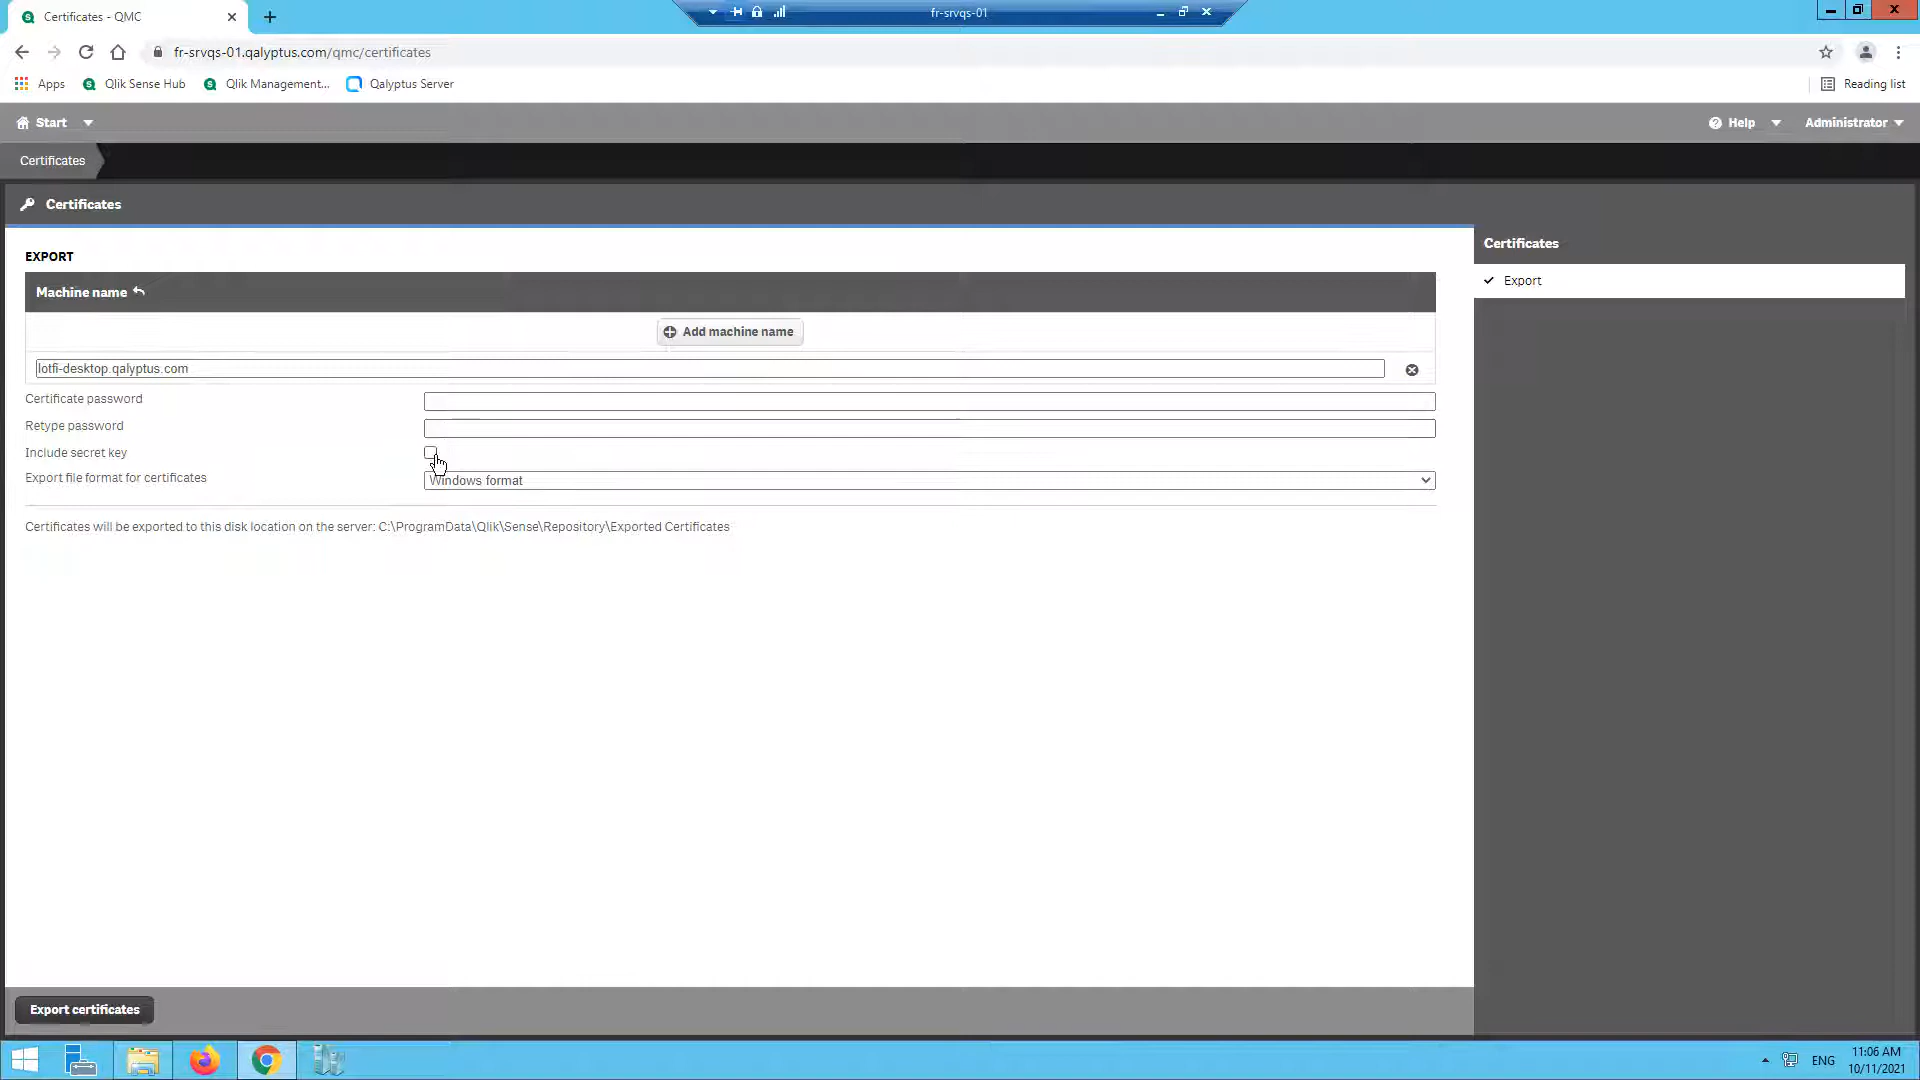 Certificates - QMC
fr-srvqs-01
fr-srvqs-01.qalyptus.com/qmc/certificates
Apps Qlik Sense Hub Qlik Management... Qalyptus Server Reading list
Start Help Administrator
Certificates
Certificates
Certificates
EXPORT
Export
Machine name
Add machine name
lotfi-desktop.qalyptus.com
Certificate password
Retype password
Include secret key
Export file format for certificates Windows format
Certificates will be exported to this disk location on the server: C:\ProgramData\Qlik\Sense\Repository\Exported Certificates
Export certificates
ENG
11:06 AM
10/11/2021